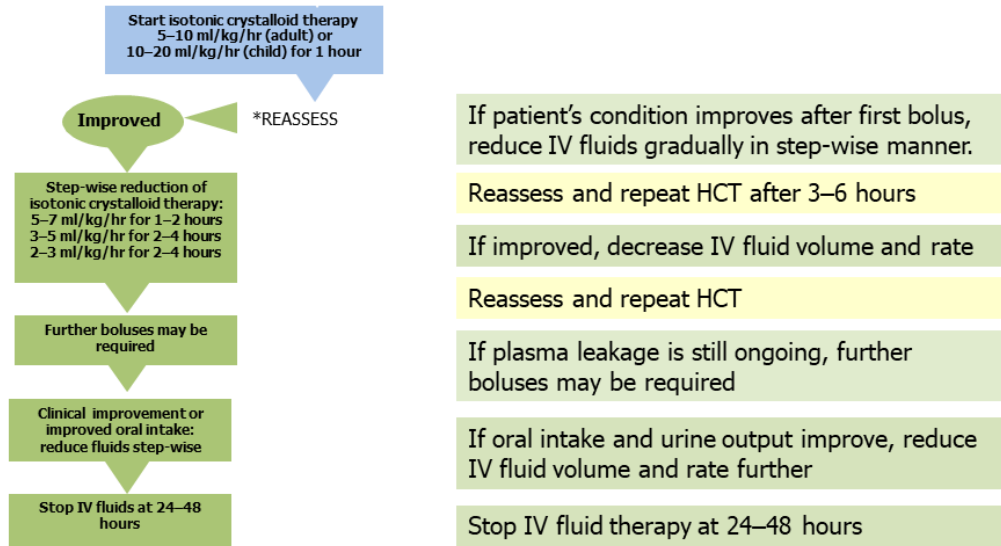 Start isotonic crystalloid therapy
5–10 ml/kg/hr (adult) or
10–20 ml/kg/hr (child) for 1 hour
Improved
*REASSESS
Step-wise reduction of
isotonic crystalloid therapy:
5–7 ml/kg/hr for 1–2 hours
3–5 ml/kg/hr for 2–4 hours
2–3 ml/kg/hr for 2–4 hours
Further boluses may be
required
Clinical improvement or
improved oral intake:
reduce fluids step-wise
Stop IV fluids at 24–48
hours
If patient’s condition improves after first bolus,
reduce IV fluids gradually in step-wise manner.
Reassess and repeat HCT after 3–6 hours
If improved, decrease IV fluid volume and rate
Reassess and repeat HCT
If plasma leakage is still ongoing, further
boluses may be required
If oral intake and urine output improve, reduce
IV fluid volume and rate further
Stop IV fluid therapy at 24–48 hours